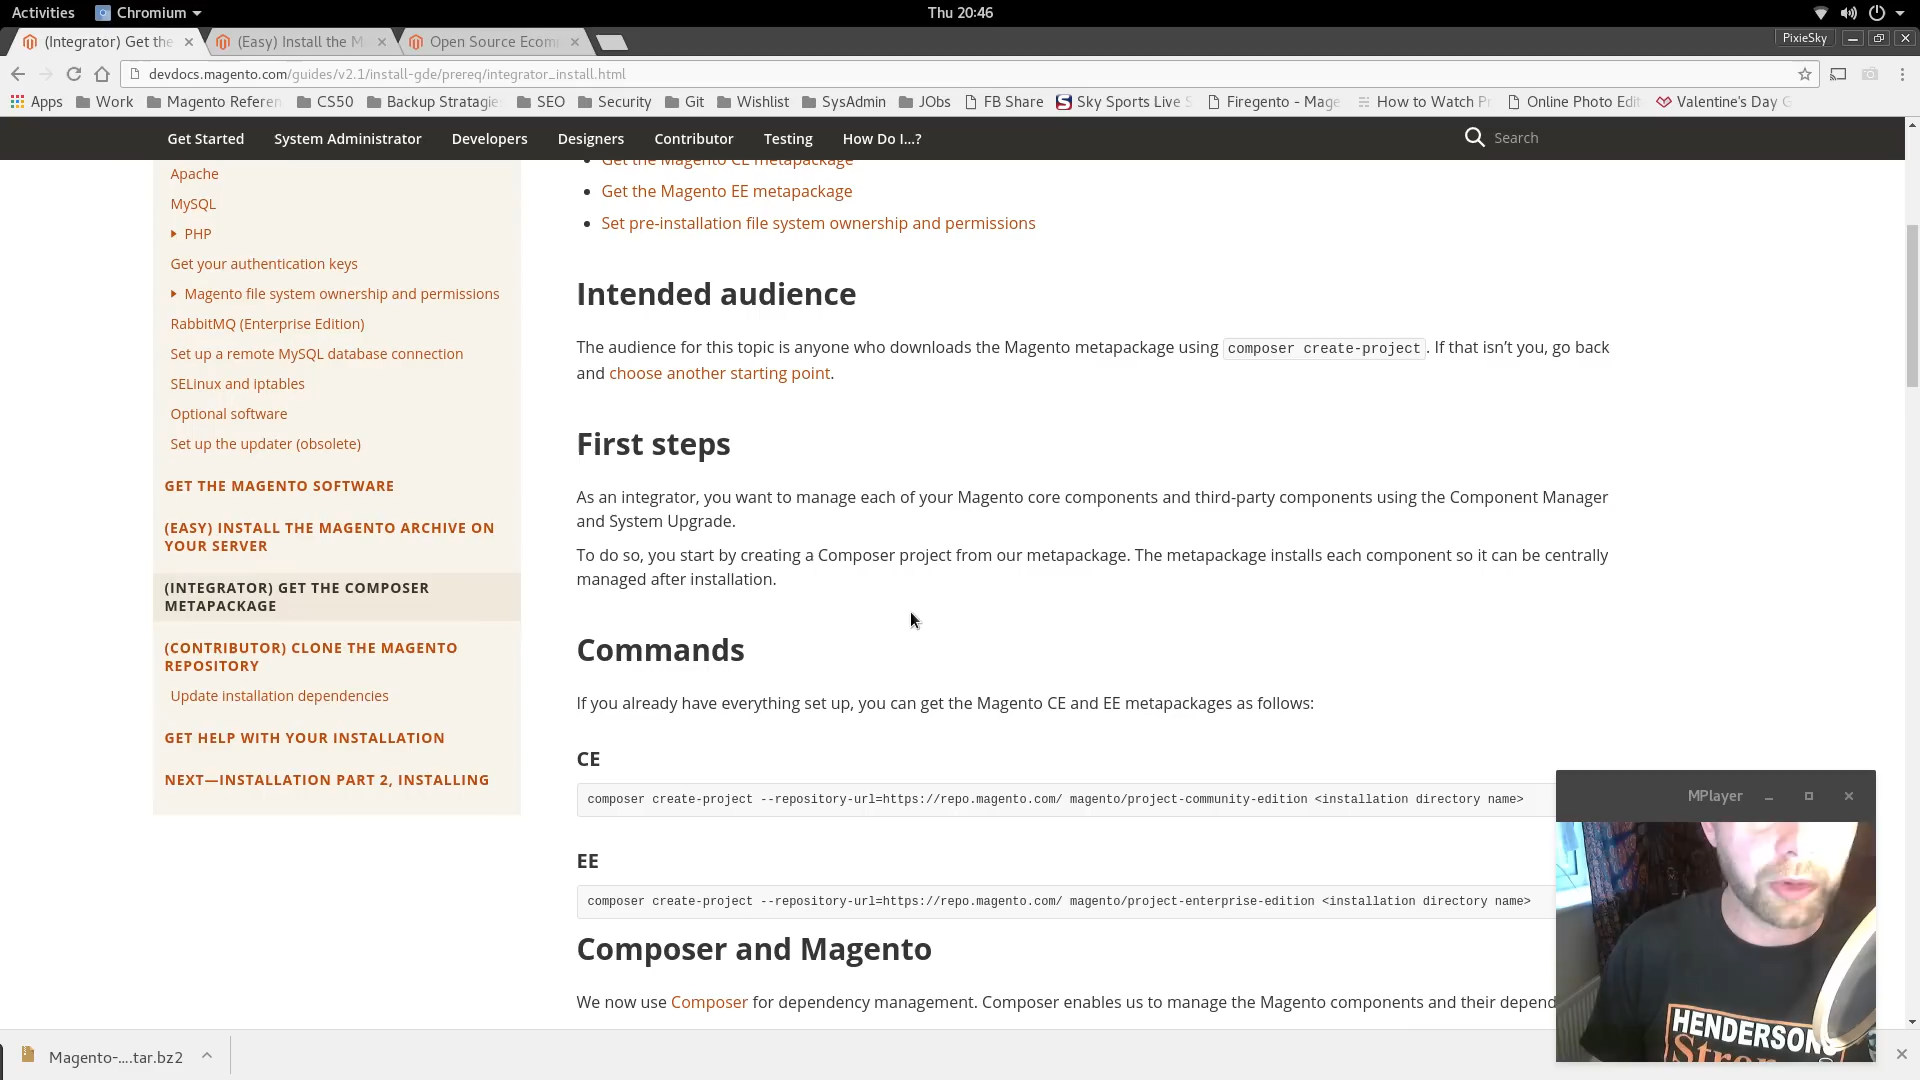 Activities Chromium Thu 20:46
(Integrator) Get the (Easy) Install the M Open Source Ecom PixieSky
devdocs.magento.com/guides/v2.1/install-gde/prereq/integrator_install.html
Apps Work Magento Referen CS50 Backup Strategie SEO Security Git Wishlist SysAdmin JObs FB Share Sky Sports Live S Firegento - Mage How to Watch Pr Online Photo Edit Valentine's Day G
Get Started System Administrator Developers Designers Contributor Testing How Do I...? Search
Apache
MySQL
PHP
Get your authentication keys
Magento file system ownership and permissions
RabbitMQ (Enterprise Edition)
Set up a remote MySQL database connection
SELinux and iptables
Optional software
Set up the updater (obsolete)
GET THE MAGENTO SOFTWARE
(EASY) INSTALL THE MAGENTO ARCHIVE ON
YOUR SERVER
(INTEGRATOR) GET THE COMPOSER
METAPACKAGE
(CONTRIBUTOR) CLONE THE MAGENTO
REPOSITORY
Update installation dependencies
GET HELP WITH YOUR INSTALLATION
NEXT—INSTALLATION PART 2, INSTALLING
Get the Magento CE metapackage
Get the Magento EE metapackage
Set pre-installation file system ownership and permissions
Intended audience
The audience for this topic is anyone who downloads the Magento metapackage using composer create-project. If that isn’t you, go back
and choose another starting point.
First steps
As an integrator, you want to manage each of your Magento core components and third-party components using the Component Manager
and System Upgrade.
To do so, you start by creating a Composer project from our metapackage. The metapackage installs each component so it can be centrally
managed after installation.
Commands
If you already have everything set up, you can get the Magento CE and EE metapackages as follows:
CE
composer create-project --repository-url=https://repo.magento.com/ magento/project-community-edition <installation directory name>
EE
composer create-project --repository-url=https://repo.magento.com/ magento/project-enterprise-edition <installation directory name>
Composer and Magento
We now use Composer for dependency management. Composer enables us to manage the Magento components and their depend
MPlayer
HENDERSON
Stron
Magento-....tar.bz2